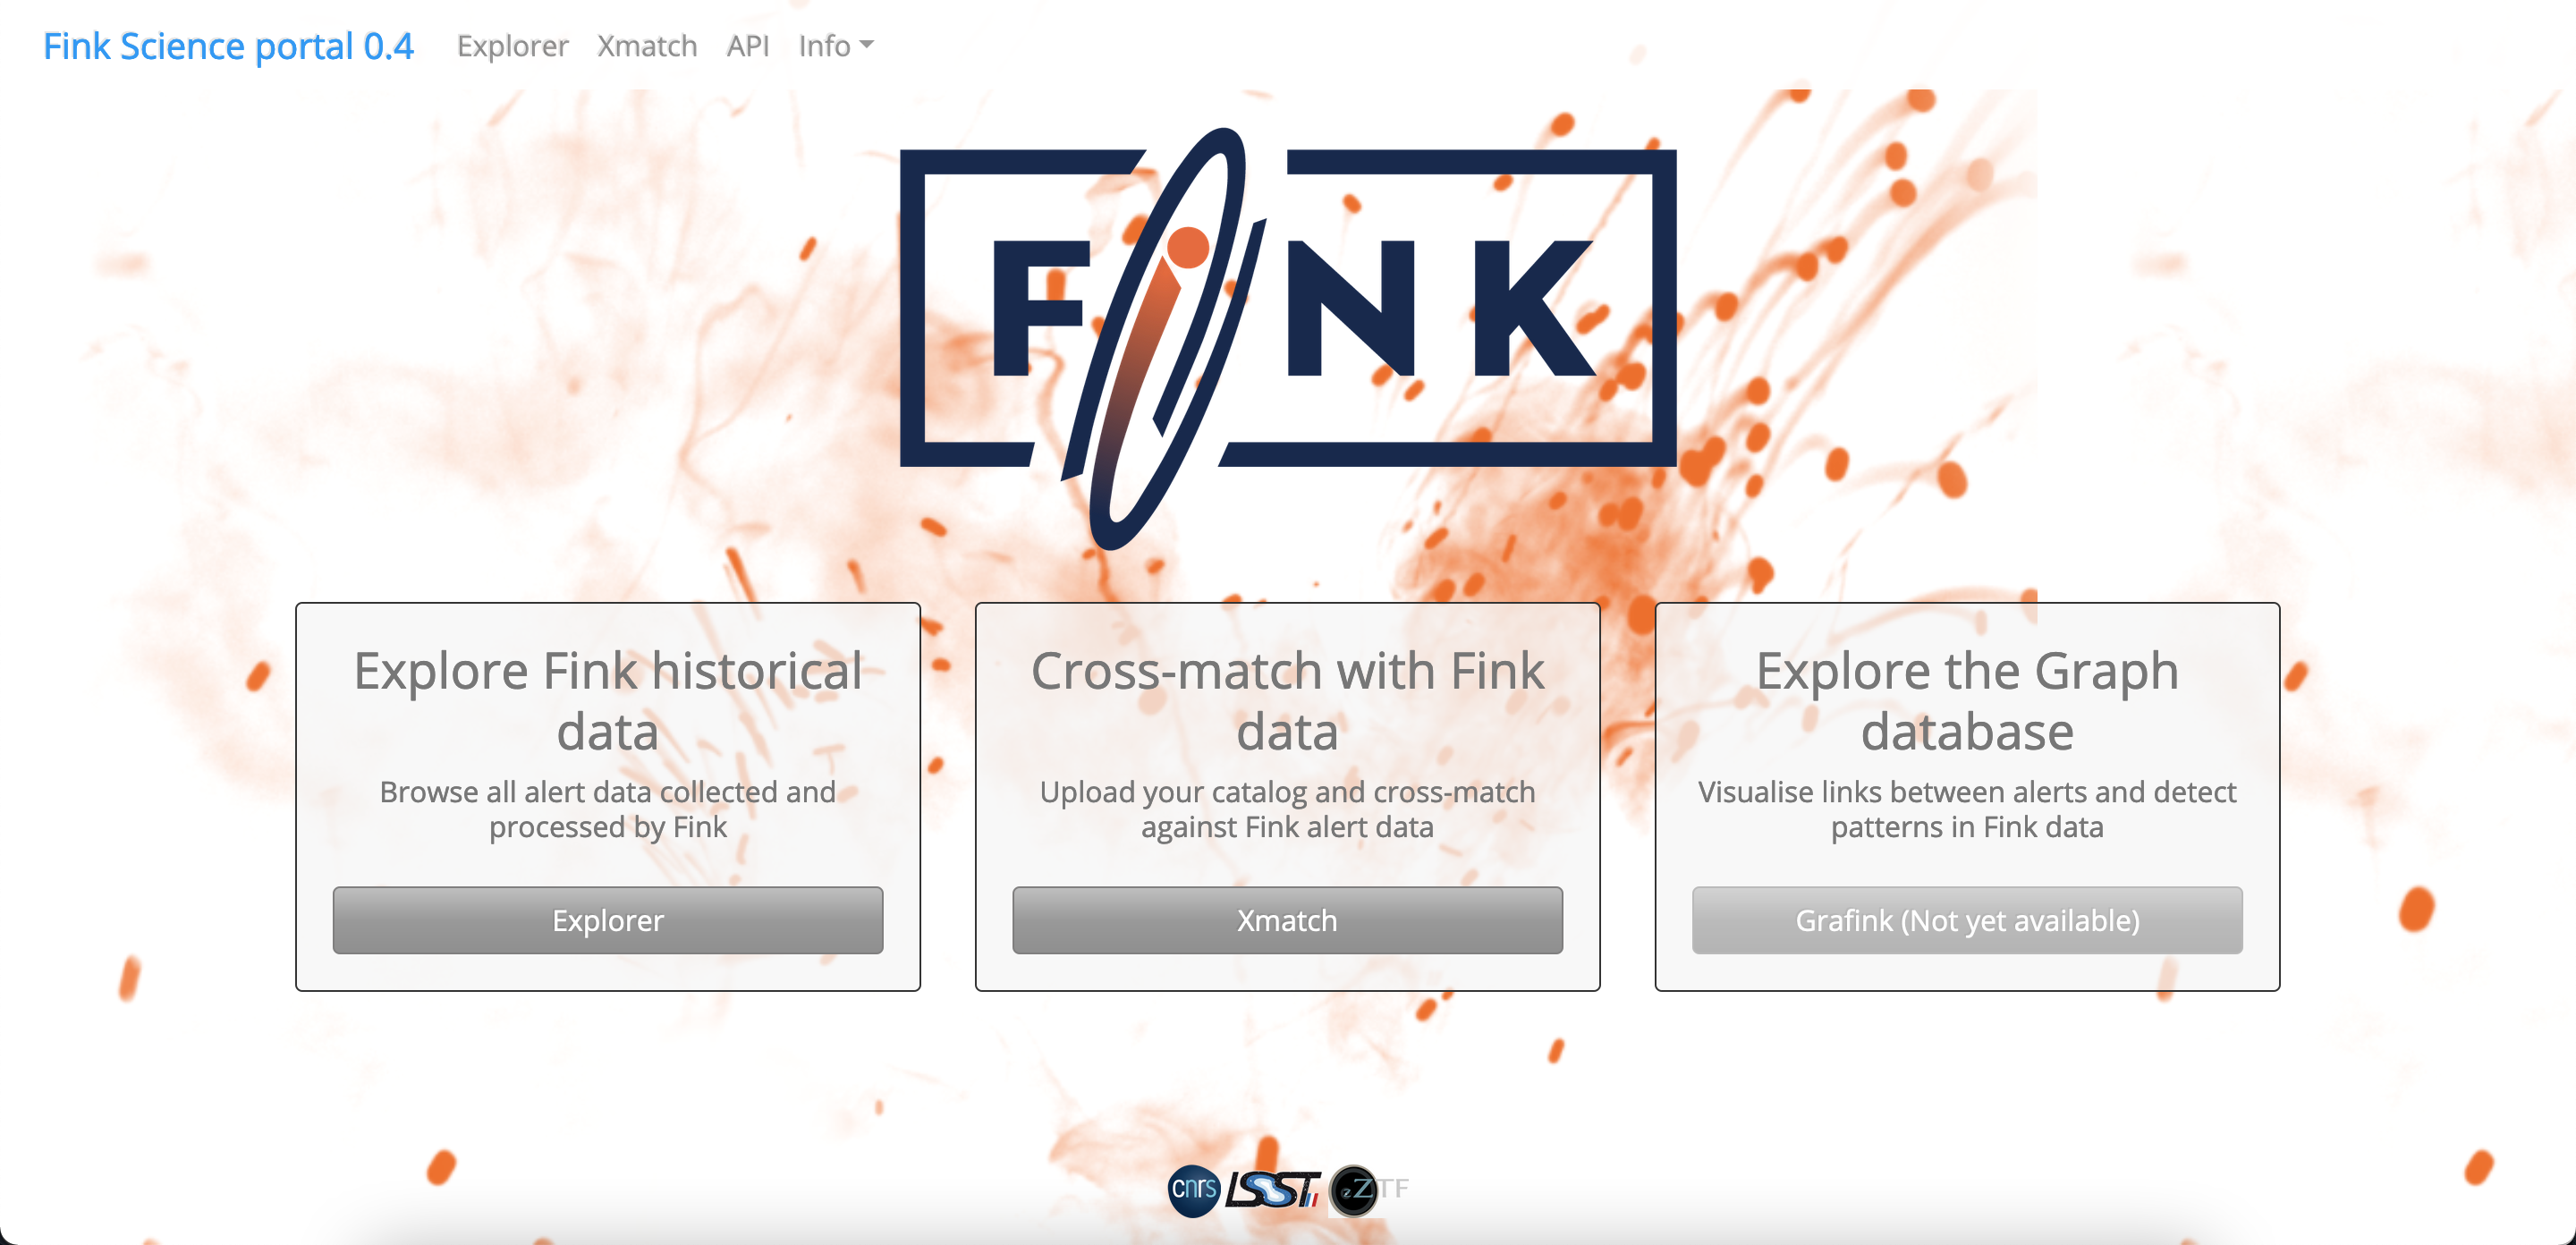 Fink Science portal 0.4 Explorer Xmatch API Info
FiNK
Explore Fink historical
data
Browse all alert data collected and
processed by Fink
Explorer
Cross-match with Fink
data
Upload your catalog and cross-match
against Fink alert data
Xmatch
Explore the Graph
database
Visualise links between alerts and detect
patterns in Fink data
Grafink (Not yet available)
cnrs LSST ZTF